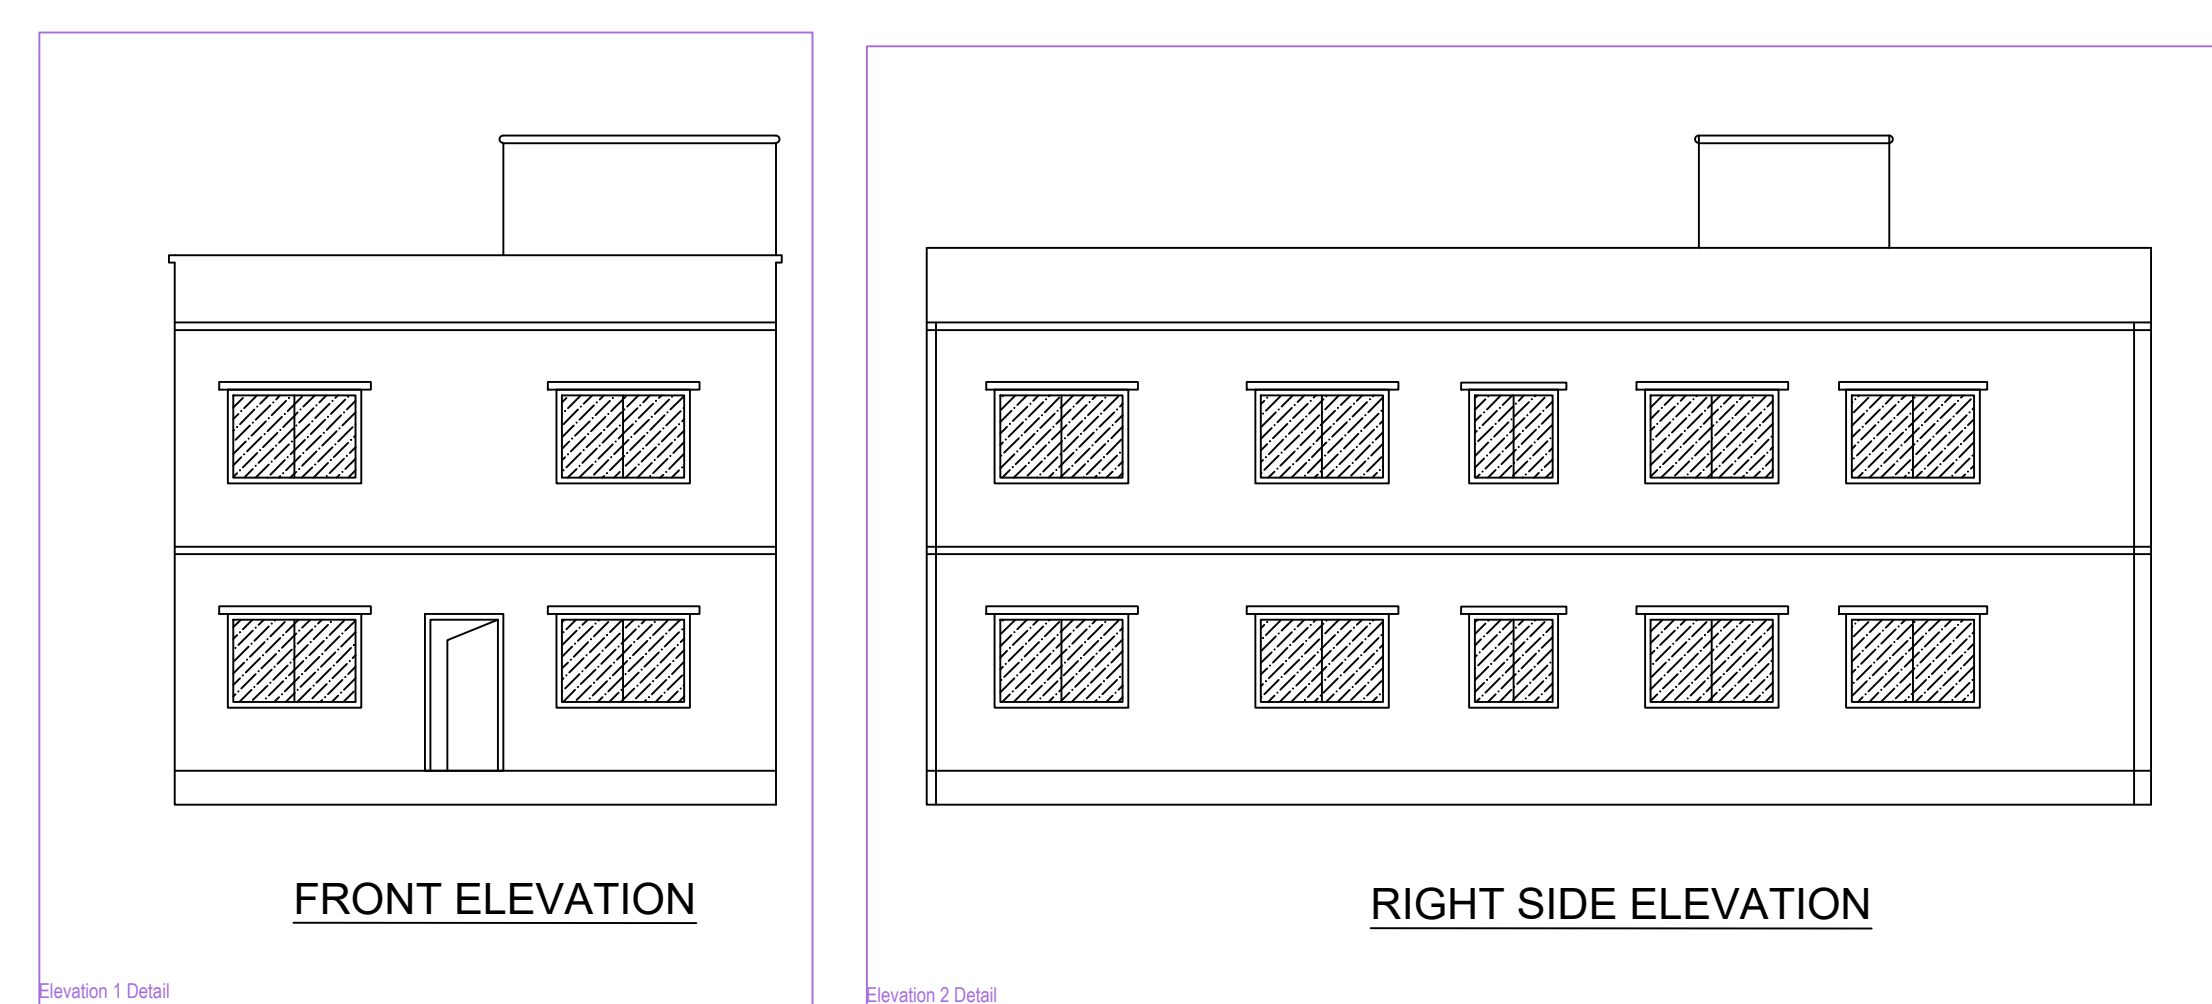 FRONT ELEVATION
RIGHT SIDE ELEVATION
Elevation 1 Detail
Elevation 2 Detail